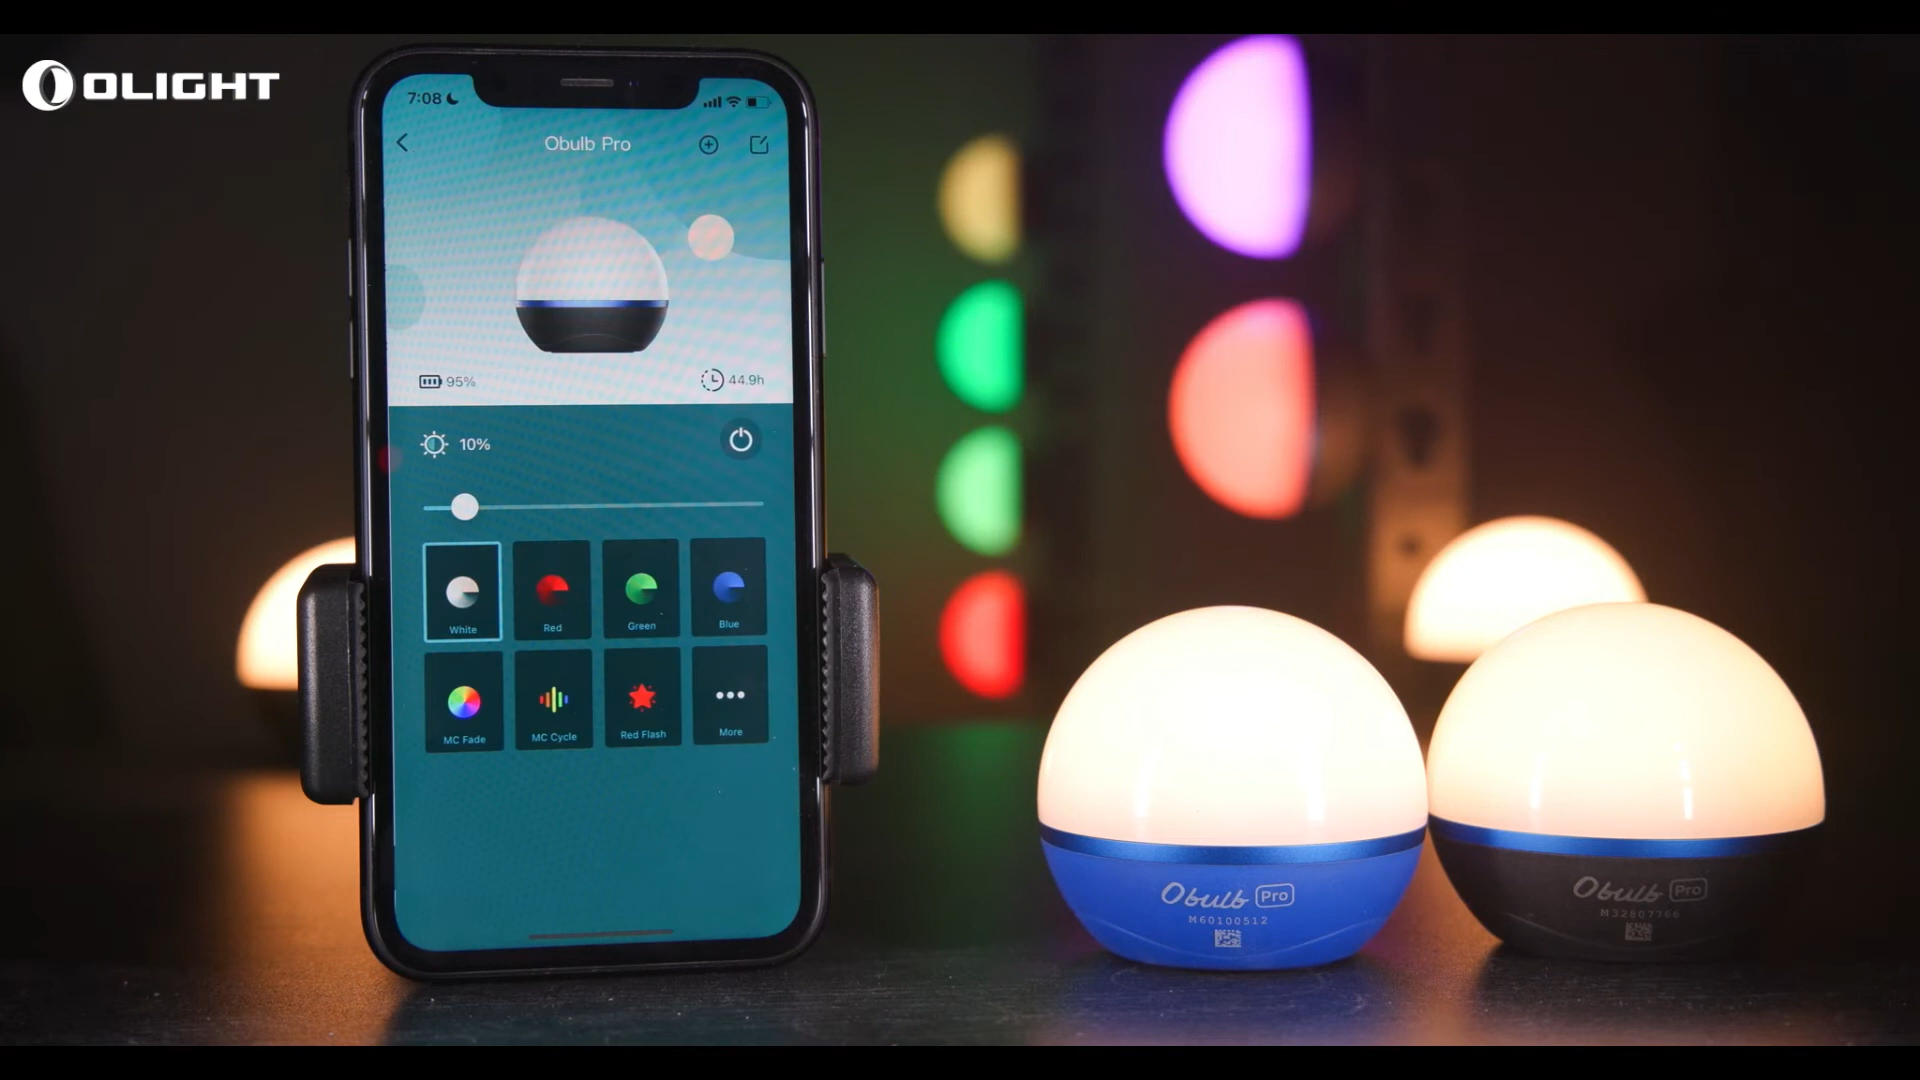 OLIGHT
7:08
Obulb Pro
95%
44.9h
10%
White
Red
Green
Blue
MC Fade
MC Cycle
Red Flash
More
Obulb Pro
M60100512
Obulb Pro
M32807766